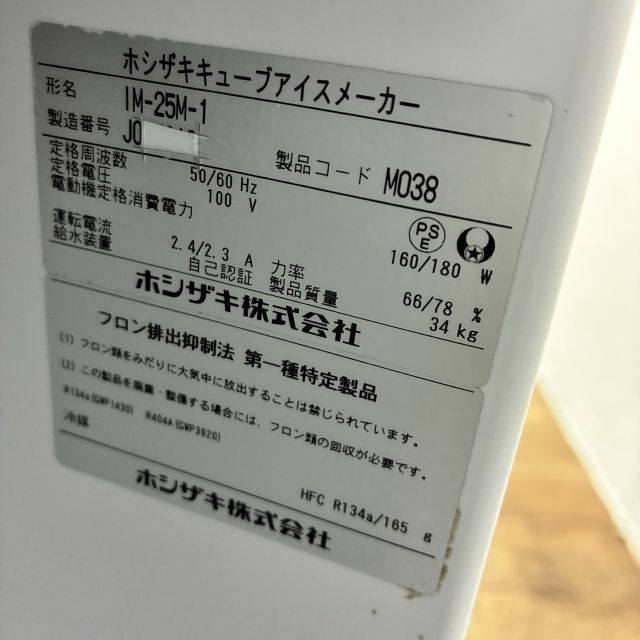 ホシザキキューブアイスメーカー
形名 IM-25M-1
製造番号 J0
製品コード M038
定格周波数 50/60 Hz
定格電圧 100 V
電動機定格消費電力 160/180 W
PS
E
運転電流 2.4/2.3 A 力率 66/78 %
給水装置 自己認証 製品質量 34 kg
ホシザキ株式会社
フロン排出抑制法 第一種特定製品
(1) フロン類をみだりに大気中に放出することは禁じられています。
(2) この製品を廃棄・整備する場合には、フロン類の回収が必要です。
R134a(GWP1430) R404A(GWP3920)
冷媒 HFC R134a/165 g
ホシザキ株式会社